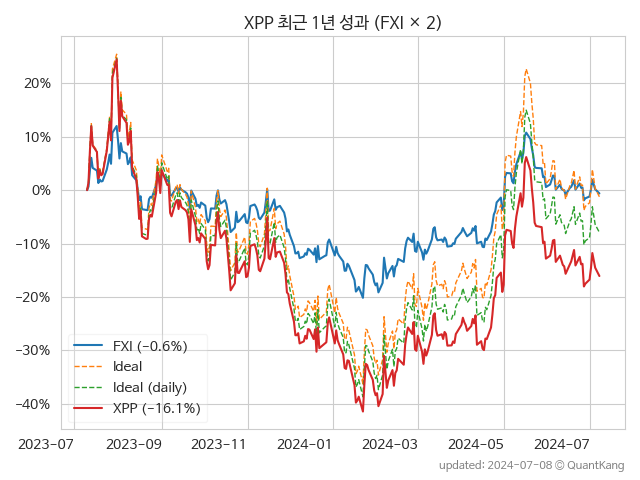 XPP 최근 1년 성과 (FXI × 2)
20%
10%
0%
−10%
−20%
−30%
−40%
FXI (−0.6%)
Ideal
Ideal (daily)
XPP (−16.1%)
2023-07
2023-09
2023-11
2024-01
2024-03
2024-05
2024-07
updated: 2024-07-08 © QuantKang